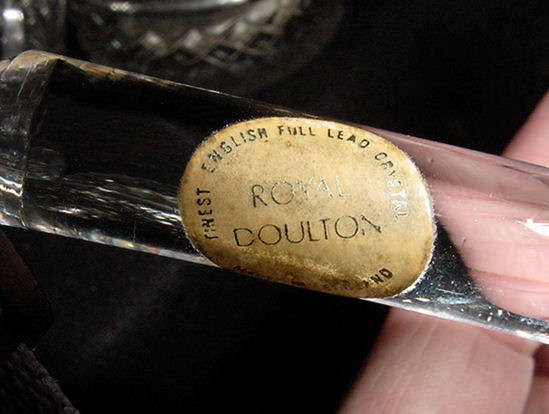 FINEST ENGLISH FULL LEAD CRYSTAL
ROYAL
DOULTON